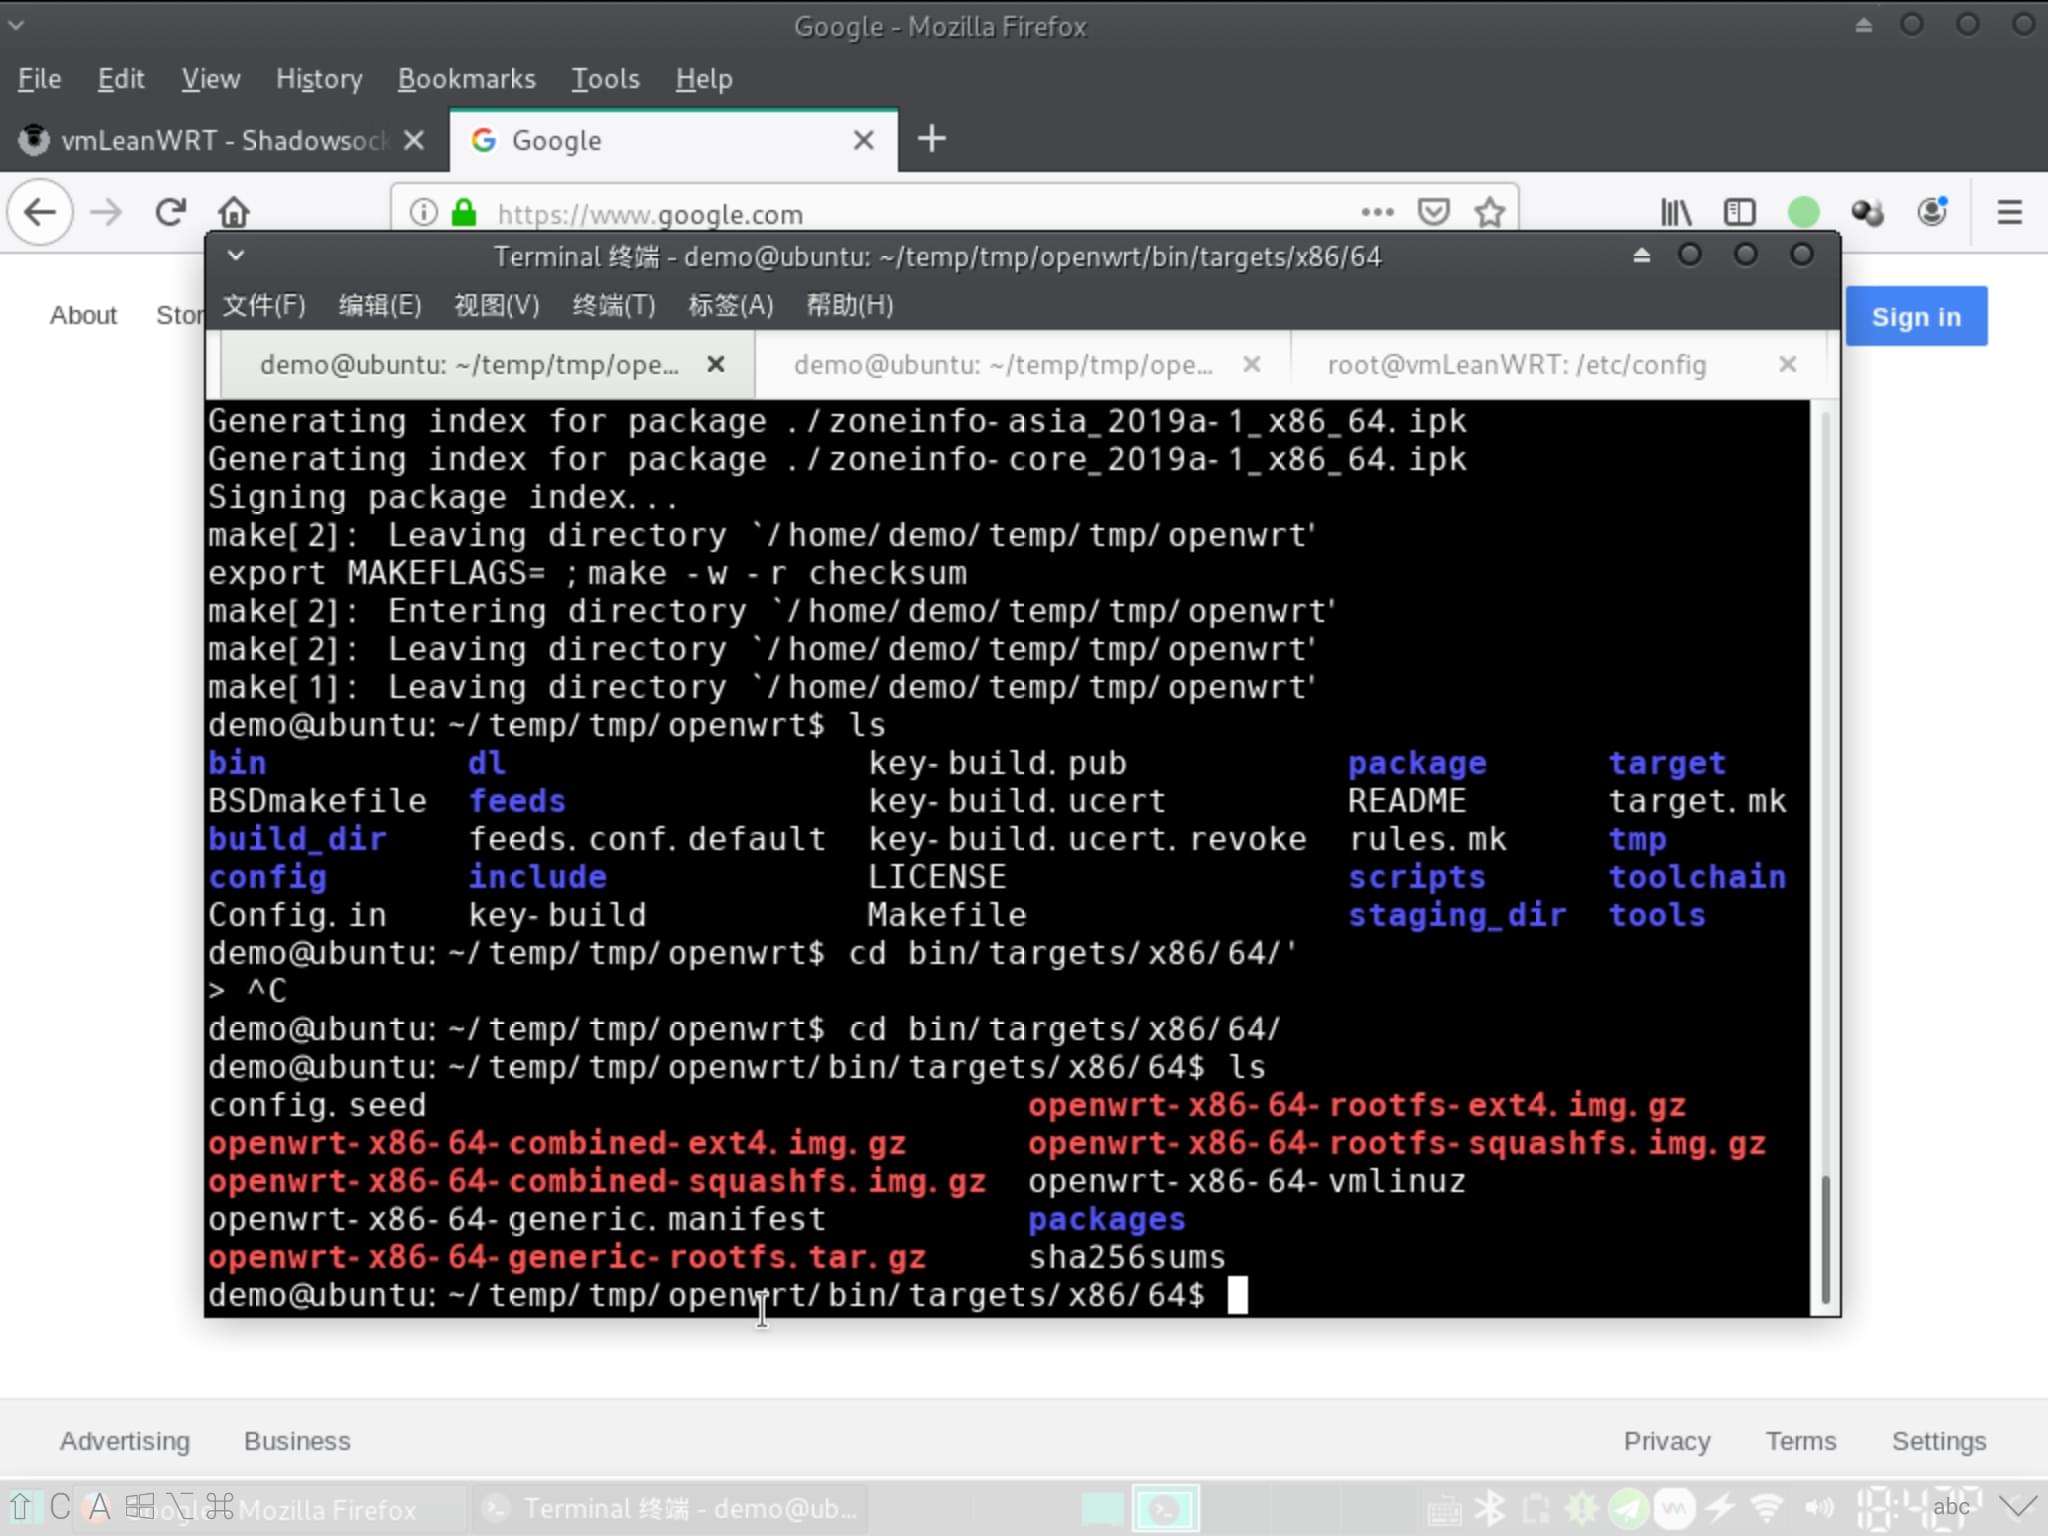 Google - Mozilla Firefox
File Edit View History Bookmarks Tools Help
vmLeanWRT - Shadowsock
Google
https://www.google.com
Terminal 终端 - demo@ubuntu: ~/temp/tmp/openwrt/bin/targets/x86/64
About
Sign in
文件(F) 编辑(E) 视图(V) 终端(T) 标签(A) 帮助(H)
demo@ubuntu: ~/temp/tmp/ope... demo@ubuntu: ~/temp/tmp/ope... root@vmLeanWRT: /etc/config
Generating index for package ./zoneinfo-asia_2019a-1_x86_64.ipk
Generating index for package ./zoneinfo-core_2019a-1_x86_64.ipk
Signing package index...
make[2]: Leaving directory `/home/demo/temp/tmp/openwrt'
export MAKEFLAGS= ;make -w -r checksum
make[2]: Entering directory `/home/demo/temp/tmp/openwrt'
make[2]: Leaving directory `/home/demo/temp/tmp/openwrt'
make[1]: Leaving directory `/home/demo/temp/tmp/openwrt'
demo@ubuntu:~/temp/tmp/openwrt$ ls
bin dl key-build.pub package target
BSDmakefile feeds key-build.ucert README target.mk
build_dir feeds.conf.default key-build.ucert.revoke rules.mk tmp
config include LICENSE scripts toolchain
Config.in key-build Makefile staging_dir tools
demo@ubuntu:~/temp/tmp/openwrt$ cd bin/targets/x86/64/'
> ^C
demo@ubuntu:~/temp/tmp/openwrt$ cd bin/targets/x86/64/
demo@ubuntu:~/temp/tmp/openwrt/bin/targets/x86/64$ ls
config.seed openwrt-x86-64-rootfs-ext4.img.gz
openwrt-x86-64-combined-ext4.img.gz openwrt-x86-64-rootfs-squashfs.img.gz
openwrt-x86-64-combined-squashfs.img.gz openwrt-x86-64-vmlinuz
openwrt-x86-64-generic.manifest packages
openwrt-x86-64-generic-rootfs.tar.gz sha256sums
demo@ubuntu:~/temp/tmp/openwrt/bin/targets/x86/64$
Advertising Business Privacy Terms Settings
C A Mozilla Firefox Terminal 终端 - demo@ub... abc